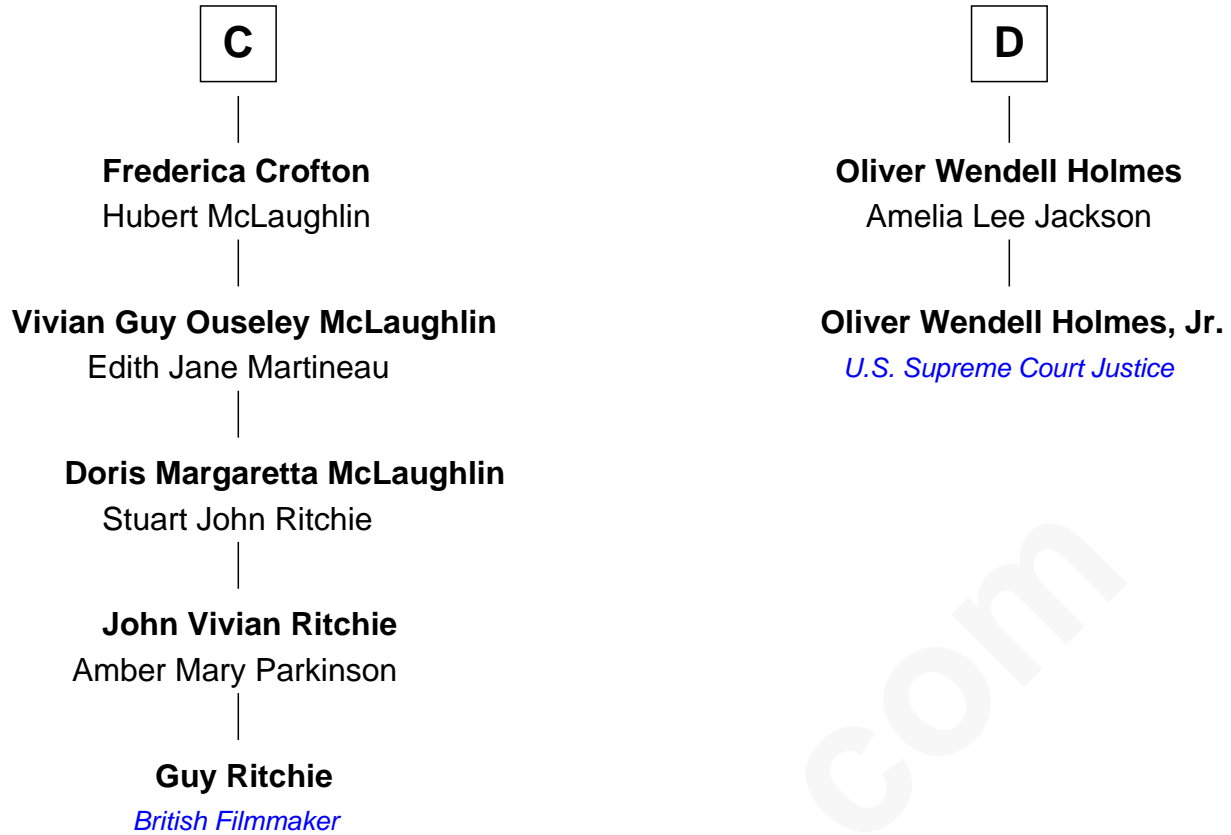 C
Frederica Crofton
Hubert McLaughlin
Vivian Guy Ouseley McLaughlin
Edith Jane Martineau
Doris Margaretta McLaughlin
Stuart John Ritchie
John Vivian Ritchie
Amber Mary Parkinson
Guy Ritchie
British Filmmaker
D
Oliver Wendell Holmes
Amelia Lee Jackson
Oliver Wendell Holmes, Jr.
U.S. Supreme Court Justice
com